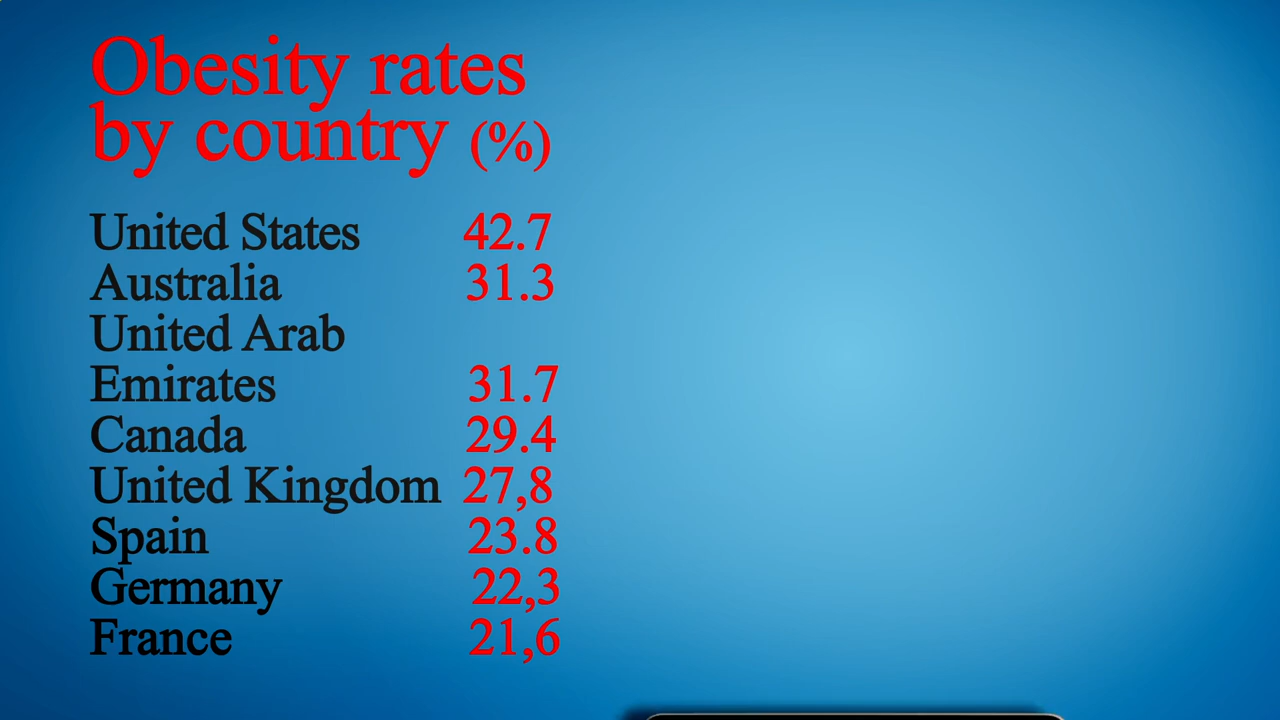 Obesity rates
by country (%)
United States 42.7
Australia 31.3
United Arab
Emirates 31.7
Canada 29.4
United Kingdom 27,8
Spain 23.8
Germany 22,3
France 21,6